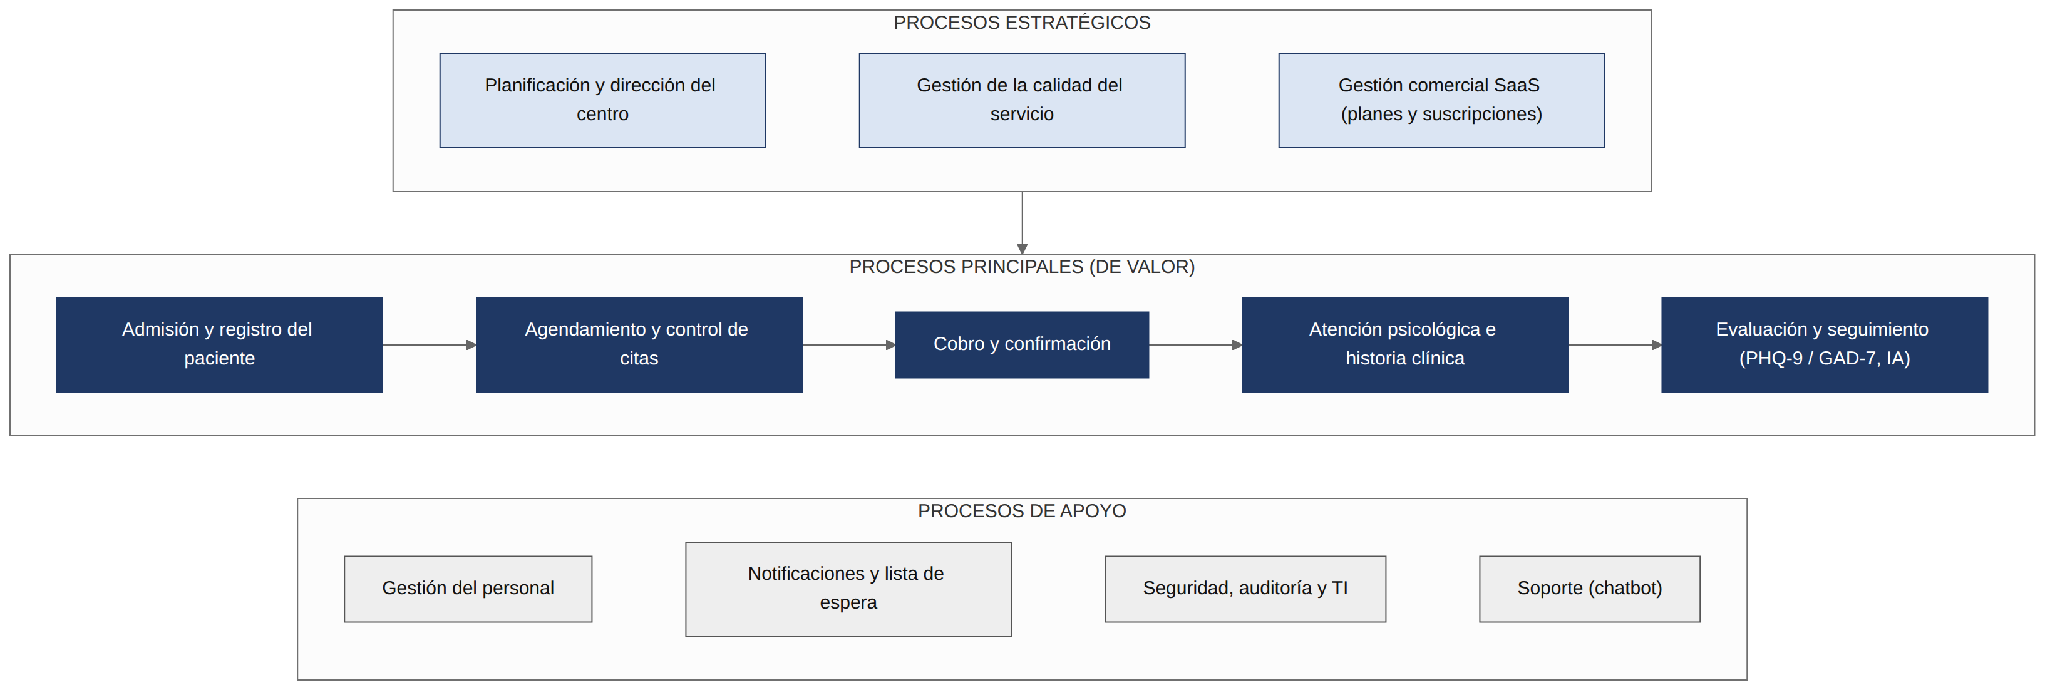 PROCESOS ESTRATÉGICOS
Planificación y dirección del
centro
Gestión de la calidad del
servicio
Gestión comercial SaaS
(planes y suscripciones)
PROCESOS PRINCIPALES (DE VALOR)
Admisión y registro del
paciente
Agendamiento y control de
citas
Cobro y confirmación
Atención psicológica e
historia clínica
Evaluación y seguimiento
(PHQ-9 / GAD-7, IA)
PROCESOS DE APOYO
Gestión del personal
Notificaciones y lista de
espera
Seguridad, auditoría y TI
Soporte (chatbot)